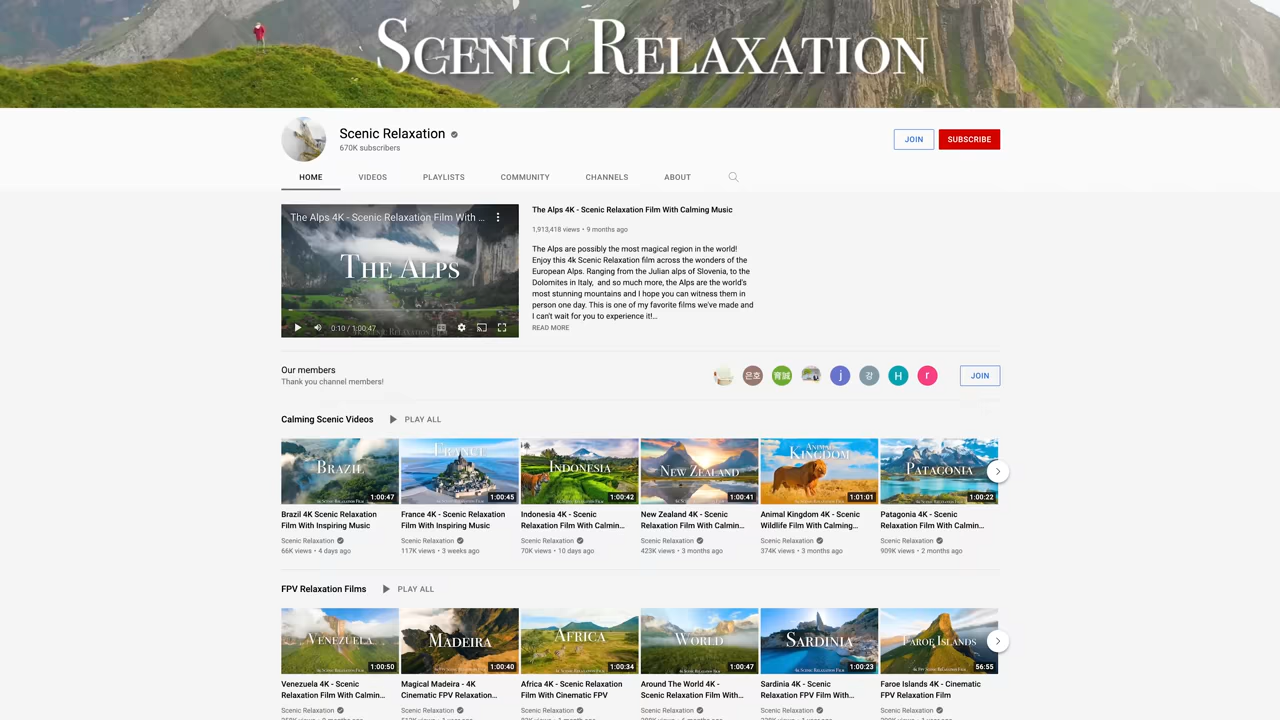 SCENIC RELAXATION
Scenic Relaxation
670K subscribers
JOIN
SUBSCRIBE
HOME
VIDEOS
PLAYLISTS
COMMUNITY
CHANNELS
ABOUT
The Alps 4K - Scenic Relaxation Film With ...
THE ALPS
0:10 / 1:00:47
The Alps 4K - Scenic Relaxation Film With Calming Music
1,913,418 views • 9 months ago
The Alps are possibly the most magical region in the world!
Enjoy this 4k Scenic Relaxation film across the wonders of the
European Alps. Ranging from the Julian alps of Slovenia, to the
Dolomites in Italy, and so much more, the Alps are the world's
most stunning mountains and I hope you can witness them in
person one day. This is one of my favorite films we've made and
I can't wait for you to experience it!...
READ MORE
Our members
Thank you channel members!
은호
育誠
j
강
H
r
JOIN
Calming Scenic Videos
PLAY ALL
BRAZIL
1:00:47
FRANCE
1:00:45
INDONESIA
1:00:42
NEW ZEALAND
1:00:41
ANIMAL
KINGDOM
1:01:01
PATAGONIA
1:00:22
Brazil 4K Scenic Relaxation
Film With Inspiring Music
Scenic Relaxation
66K views • 4 days ago
France 4K - Scenic Relaxation
Film With Inspiring Music
Scenic Relaxation
117K views • 3 weeks ago
Indonesia 4K - Scenic
Relaxation Film With Calmin...
Scenic Relaxation
70K views • 10 days ago
New Zealand 4K - Scenic
Relaxation Film With Calmin...
Scenic Relaxation
423K views • 3 months ago
Animal Kingdom 4K - Scenic
Wildlife Film With Calming...
Scenic Relaxation
374K views • 3 months ago
Patagonia 4K - Scenic
Relaxation Film With Calmin...
Scenic Relaxation
909K views • 2 months ago
FPV Relaxation Films
PLAY ALL
VENEZUELA
1:00:50
MADEIRA
1:00:40
AFRICA
1:00:34
WORLD
1:00:47
SARDINIA
1:00:23
FAROE ISLANDS
56:55
Venezuela 4K - Scenic
Relaxation Film With Calmin...
Scenic Relaxation
Magical Madeira - 4K
Cinematic FPV Relaxation...
Scenic Relaxation
Africa 4K - Scenic Relaxation
Film With Cinematic FPV
Scenic Relaxation
Around The World 4K -
Scenic Relaxation Film With...
Scenic Relaxation
Sardinia 4K - Scenic
Relaxation FPV Film With...
Scenic Relaxation
Faroe Islands 4K - Cinematic
FPV Relaxation Film
Scenic Relaxation